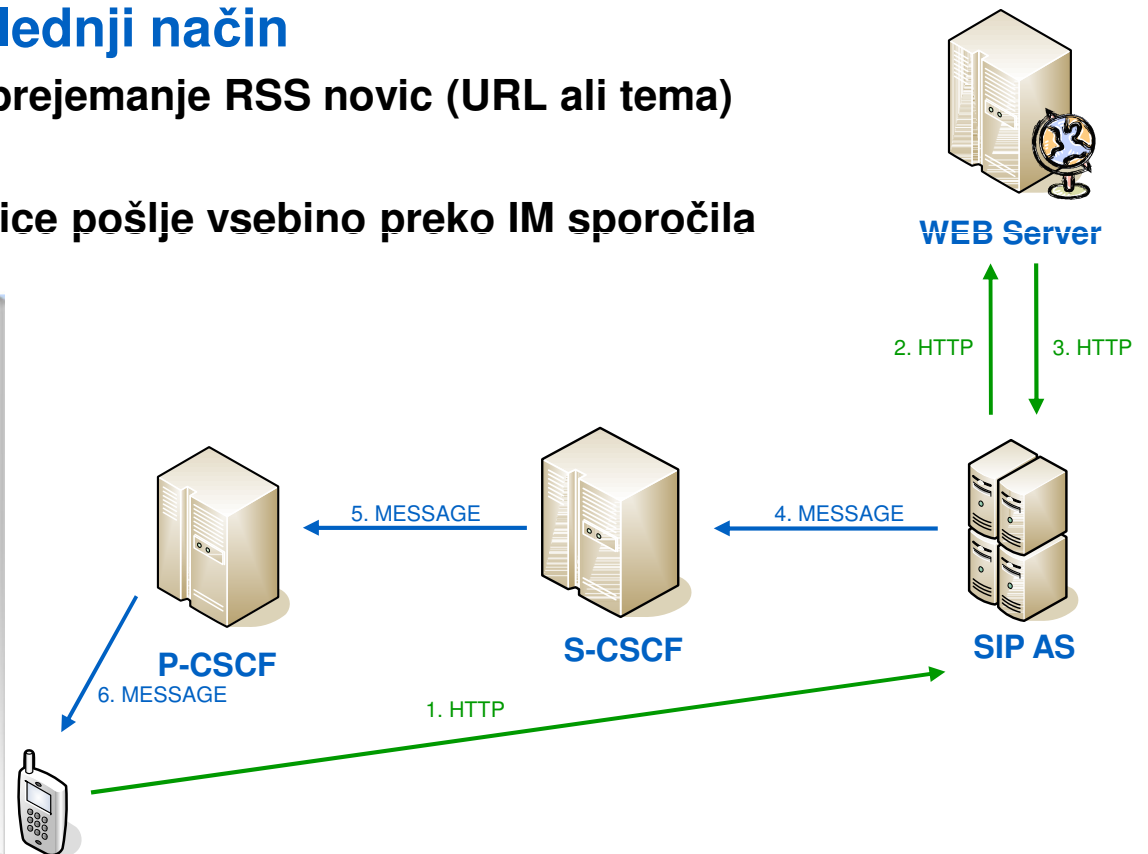 lednji način
prejemanje RSS novic (URL ali tema)
ice pošlje vsebino preko IM sporočila
WEB Server
2. HTTP
3. HTTP
5. MESSAGE
4. MESSAGE
P-CSCF
S-CSCF
SIP AS
6. MESSAGE
1. HTTP